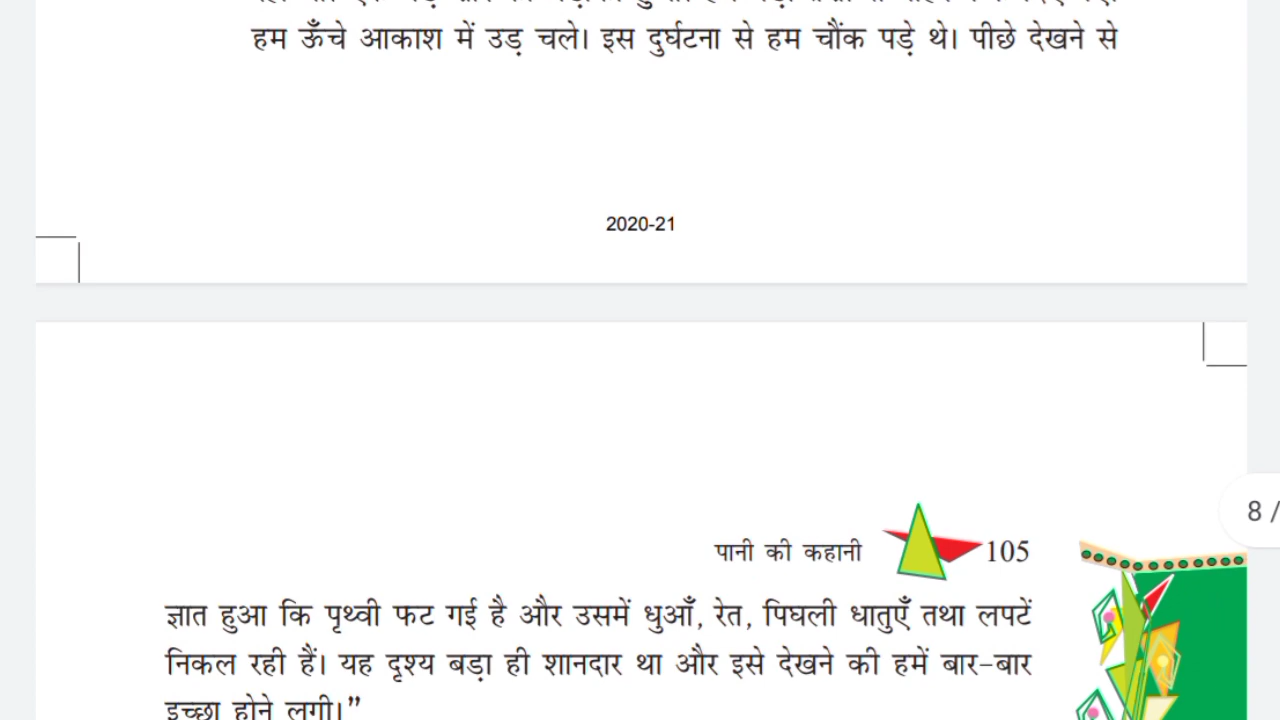 हम ऊँचे आकाश में उड़ चले। इस दुर्घटना से हम चौंक पड़े थे। पीछे देखने से
2020-21
8 /
पानी की कहानी 105
ज्ञात हुआ कि पृथ्वी फट गई है और उसमें धुआँ, रेत, पिघली धातुएँ तथा लपटें
निकल रही हैं। यह दृश्य बड़ा ही शानदार था और इसे देखने की हमें बार-बार
इच्छा होने लगी।”